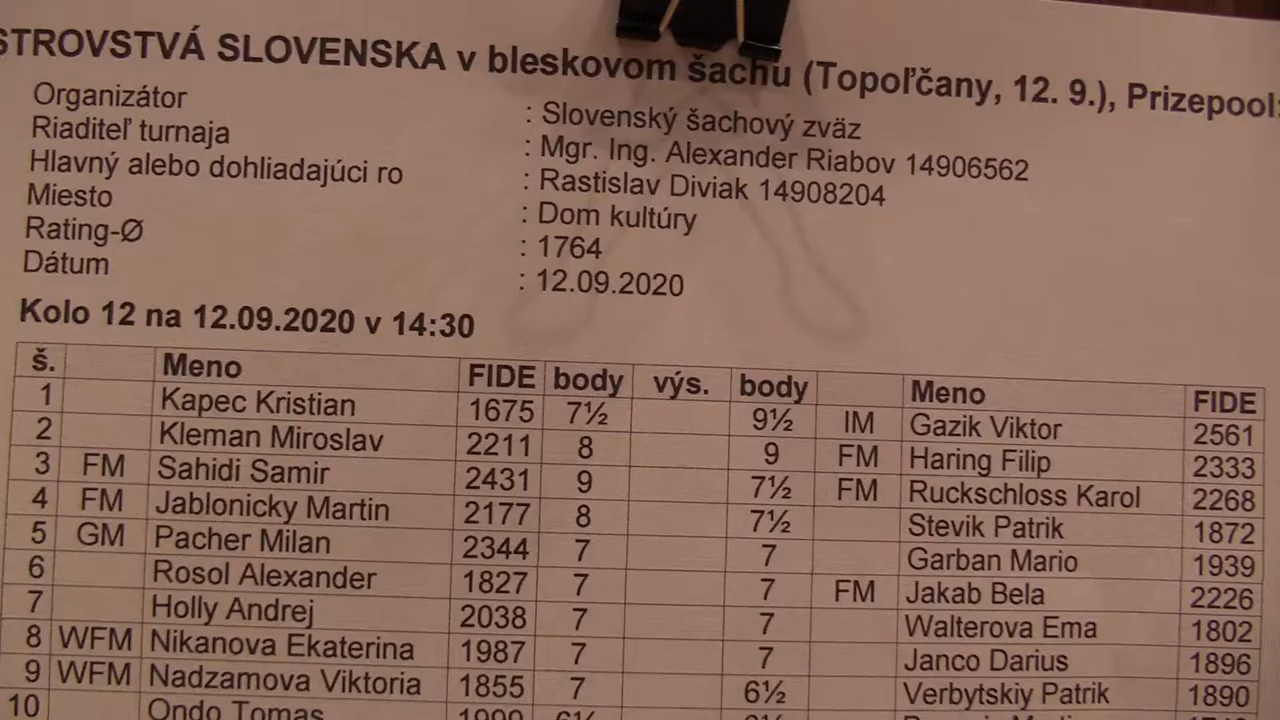 STROVSTVÁ SLOVENSKA v bleskovom šachu (Topoľčany, 12. 9.), Prizepool:
Organizátor : Slovenský šachový zväz
Riaditeľ turnaja : Mgr. Ing. Alexander Riabov 14906562
Hlavný alebo dohliadajúci ro : Rastislav Diviak 14908204
Miesto : Dom kultúry
Rating-Ø : 1764
Dátum : 12.09.2020
Kolo 12 na 12.09.2020 v 14:30
š. Meno FIDE body výs. body Meno FIDE
1 Kapec Kristian 1675 7½ 9½ IM Gazik Viktor 2561
2 Kleman Miroslav 2211 8 9 FM Haring Filip 2333
3 FM Sahidi Samir 2431 9 7½ FM Ruckschloss Karol 2268
4 FM Jablonicky Martin 2177 8 7½ Stevik Patrik 1872
5 GM Pacher Milan 2344 7 7 Garban Mario 1939
6 Rosol Alexander 1827 7 7 FM Jakab Bela 2226
7 Holly Andrej 2038 7 7 Walterova Ema 1802
8 WFM Nikanova Ekaterina 1987 7 7 Janco Darius 1896
9 WFM Nadzamova Viktoria 1855 7 6½ Verbytskiy Patrik 1890
10 Ondo Tomas